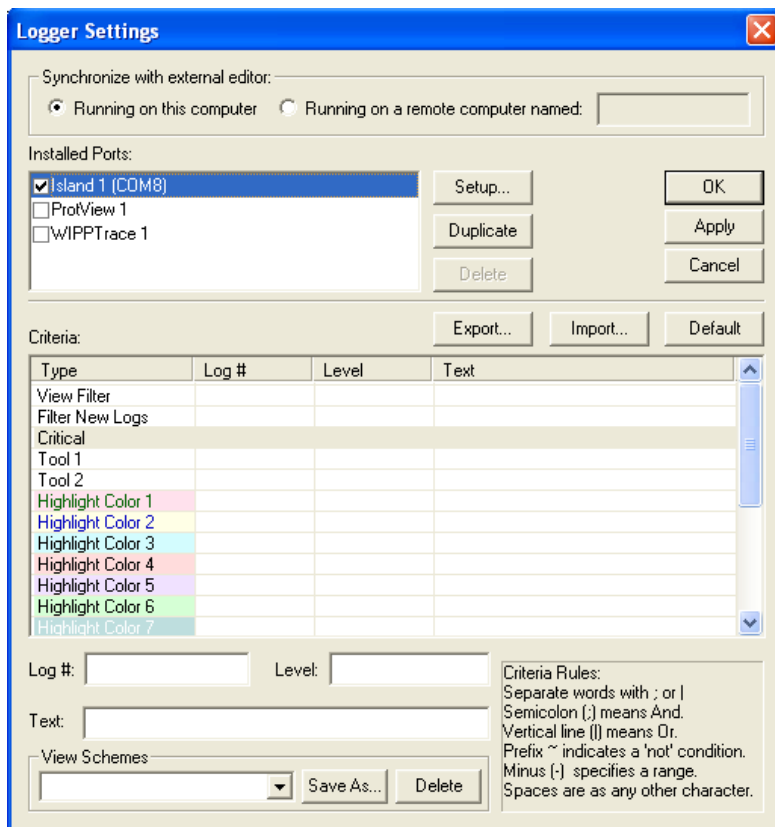 Logger Settings
Synchronize with external editor:
Running on this computer
Running on a remote computer named:
Installed Ports:
Island 1 (COM8)
ProtView 1
WIPPTrace 1
Setup...
Duplicate
Delete
OK
Apply
Cancel
Export...
Import...
Default
Criteria:
Type Log # Level Text
View Filter
Filter New Logs
Critical
Tool 1
Tool 2
Highlight Color 1
Highlight Color 2
Highlight Color 3
Highlight Color 4
Highlight Color 5
Highlight Color 6
Highlight Color 7
Log #:
Level:
Text:
View Schemes
Save As...
Delete
Criteria Rules:
Separate words with ; or |
Semicolon (;) means And.
Vertical line (|) means Or.
Prefix ~ indicates a 'not' condition.
Minus (-)  specifies a range.
Spaces are as any other character.